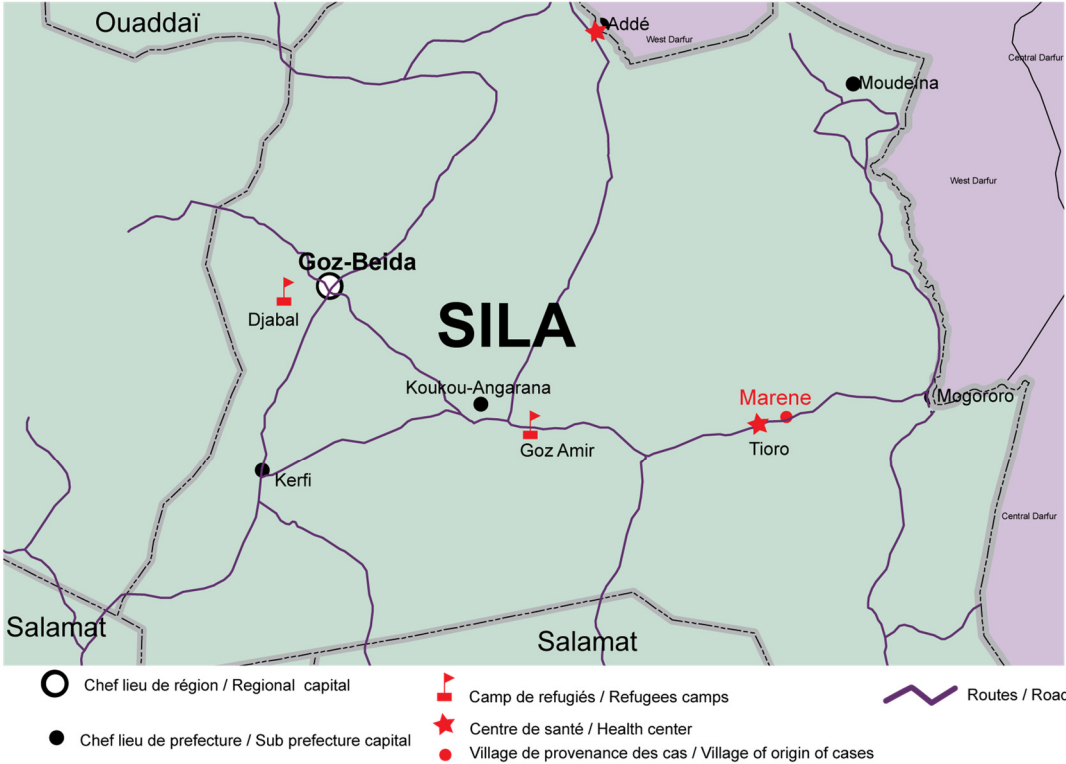 Ouaddaï
Addé
West Darfur
Central Darfur
Moudeïna
West Darfur
Goz-Beida
Djabal
SILA
Koukou-Angarana
Marene
Mogororo
Goz Amir
Tioro
Kerfi
Central Darfur
Salamat
Salamat
Chef lieu de région / Regional capital
Camp de refugiés / Refugees camps
Routes / Road
Centre de santé / Health center
Chef lieu de prefecture / Sub prefecture capital
Village de provenance des cas / Village of origin of cases